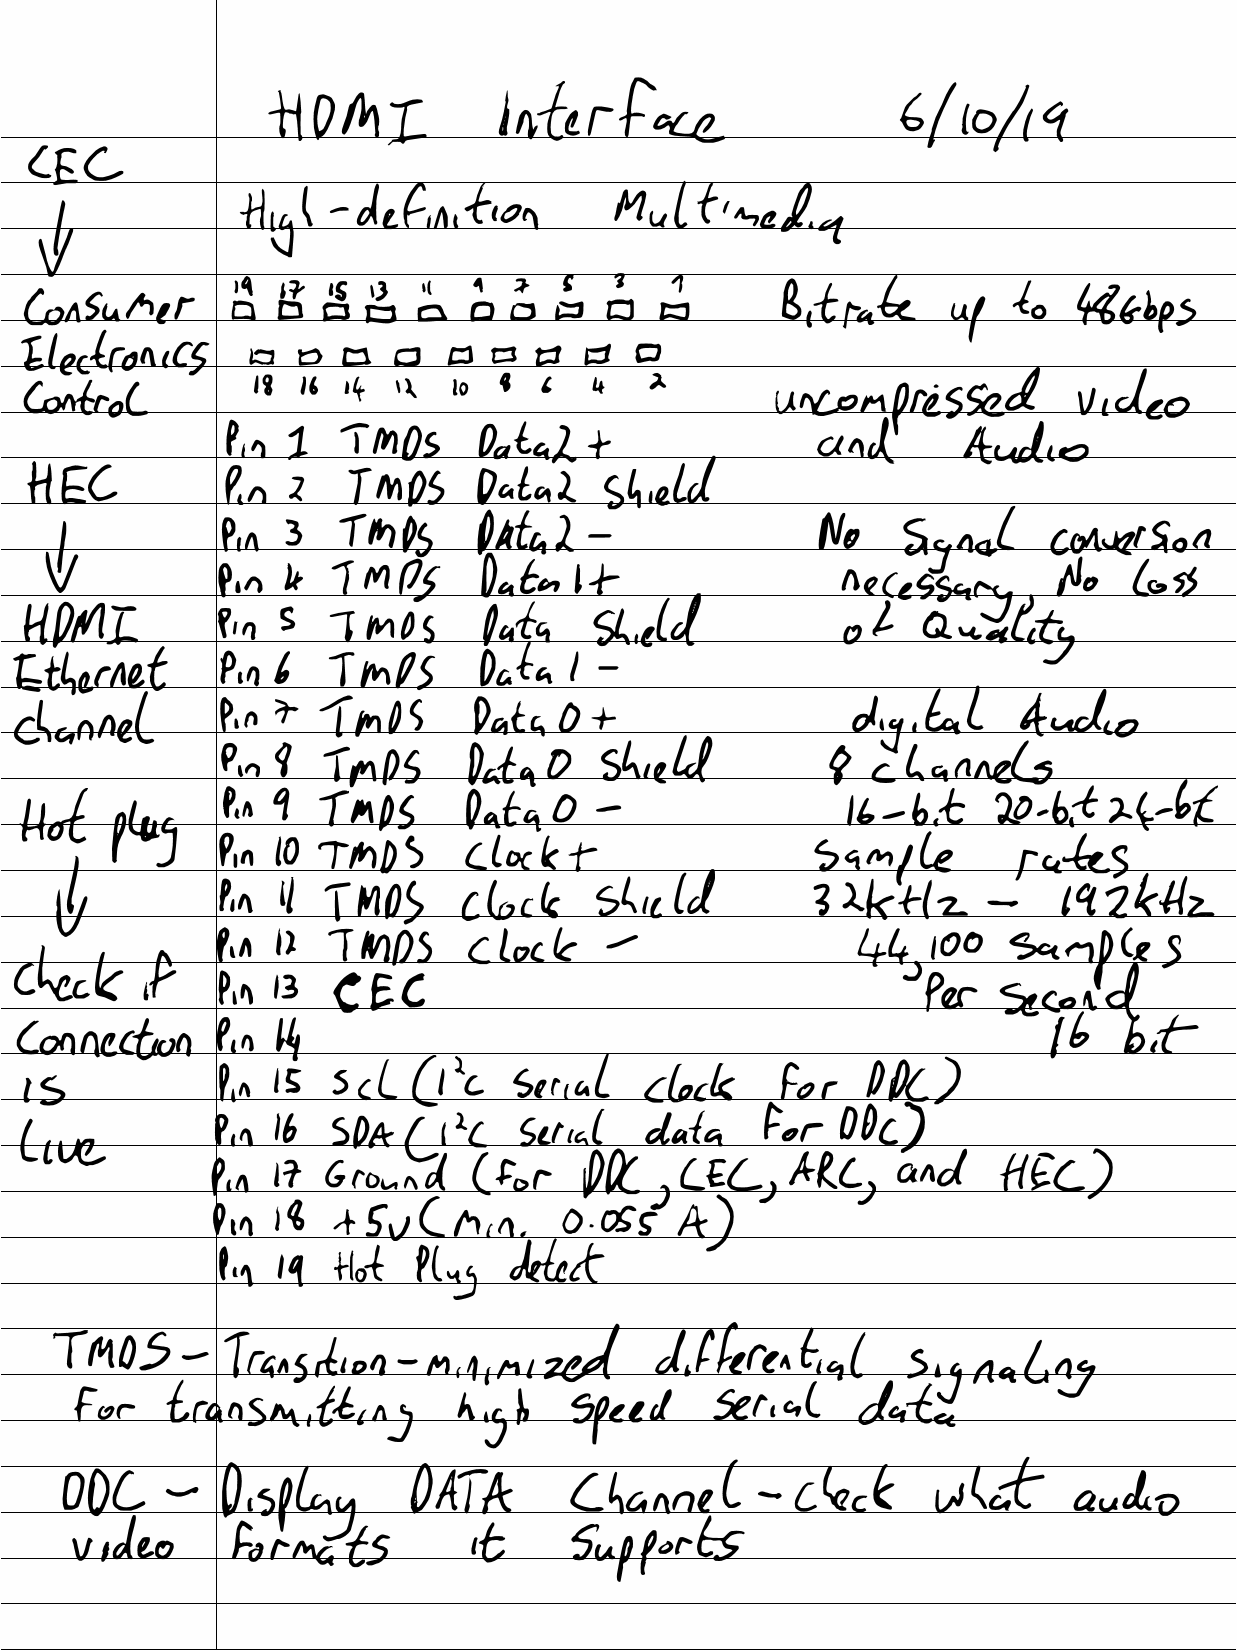 HDMI Interface 6/10/19
CEC
High-definition Multimedia
19 17 15 13 11 9 7 5 3 1
Consumer
Bitrate up to 48Gbps
Electronics
18 16 14 12 10 8 6 4 2
Control
uncompressed video
Pin 1 TMDS Data2+
and Audio
HEC
Pin 2 TMDS Data2 Shield
Pin 3 TMDS Data2-
No Signal conversion
Pin 4 TMDS Data1+
necessary, No Loss
HDMI
Pin 5 TMDS Data Shield
of Quality
Ethernet
Pin 6 TMDS Data1-
channel
Pin 7 TMDS Data0+
digital Audio
Pin 8 TMDS Data0 Shield
8 channels
Hot plug
Pin 9 TMDS Data0-
16-bit 20-bit 24-bit
Pin 10 TMDS Clock+
Sample rates
Pin 11 TMDS Clock Shield
32kHz - 192kHz
Pin 12 TMDS Clock-
44,100 Samples
Check if
Pin 13 CEC
Per Second
Connection
Pin 14
16 bit
is
Pin 15 SCL (I²C Serial Clock for DDC)
Live
Pin 16 SDA (I²C Serial data for DDC)
Pin 17 Ground (for DDC, CEC, ARC, and HEC)
Pin 18 +5v (min. 0.055 A)
Pin 19 Hot Plug detect
TMDS - Transition-minimized differential signaling
For transmitting high speed serial data
DDC - Display DATA Channel - check what audio
video formats it Supports